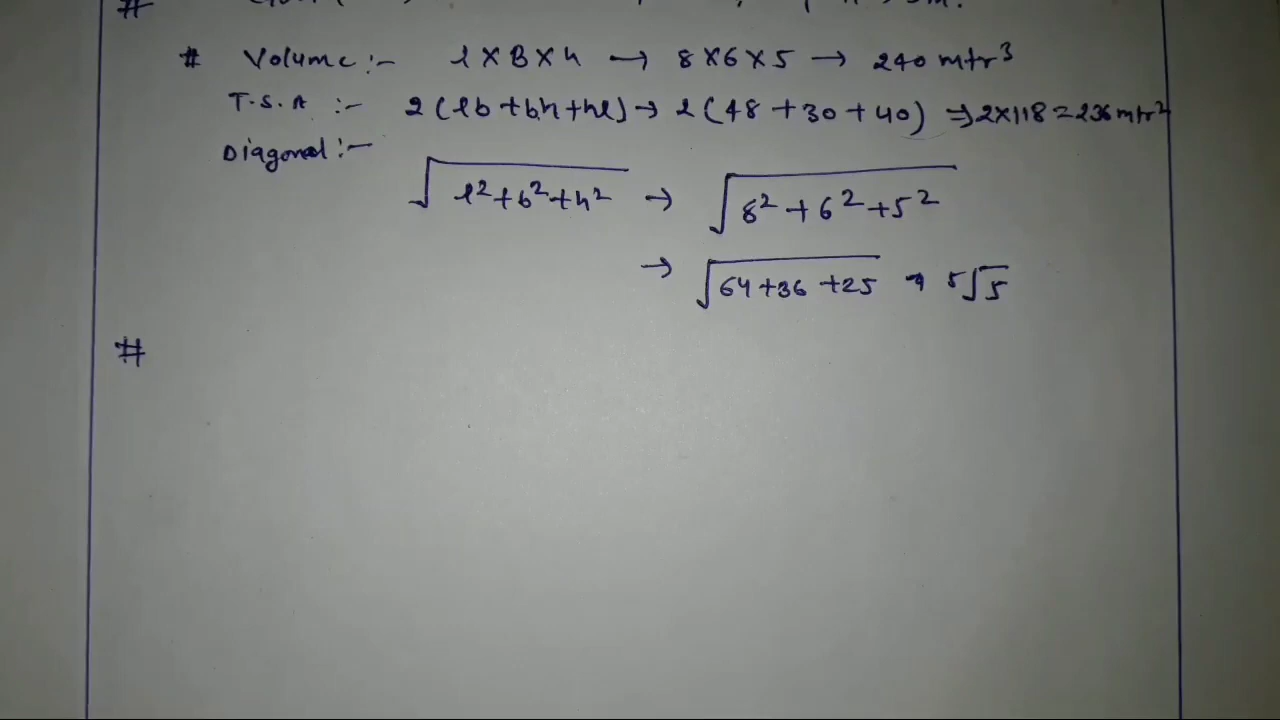 #
# Volume :- l × B × h → 8 × 6 × 5 → 240 mtr³
T.S.A :- 2 ( lb + bh + hl ) → 2 ( 48 + 30 + 40 ) ⇒ 2×118 = 236 mtr²
Diagonal :-
√l² + b² + h² → √8² + 6² + 5²
→ √64 + 36 + 25 → 5√5
#